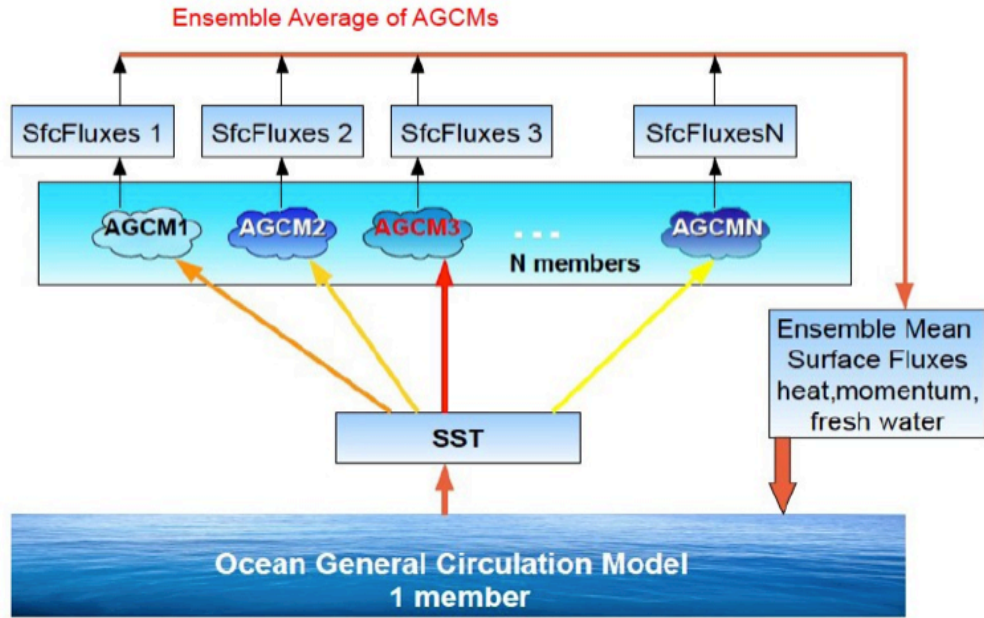 Ensemble Average of AGCMs
SfcFluxes 1
SfcFluxes 2
SfcFluxes 3
SfcFluxesN
AGCM1
AGCM2
AGCM3
...
AGCMN
N members
Ensemble Mean
Surface Fluxes
heat,momentum,
fresh water
SST
Ocean General Circulation Model
1 member